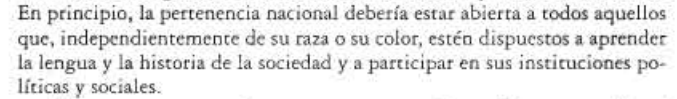 En principio, la pertenencia nacional debería estar abierta a todos aquellos
que, independientemente de su raza o su color, estén dispuestos a aprender
la lengua y la historia de la sociedad y a participar en sus instituciones po-
líticas y sociales.